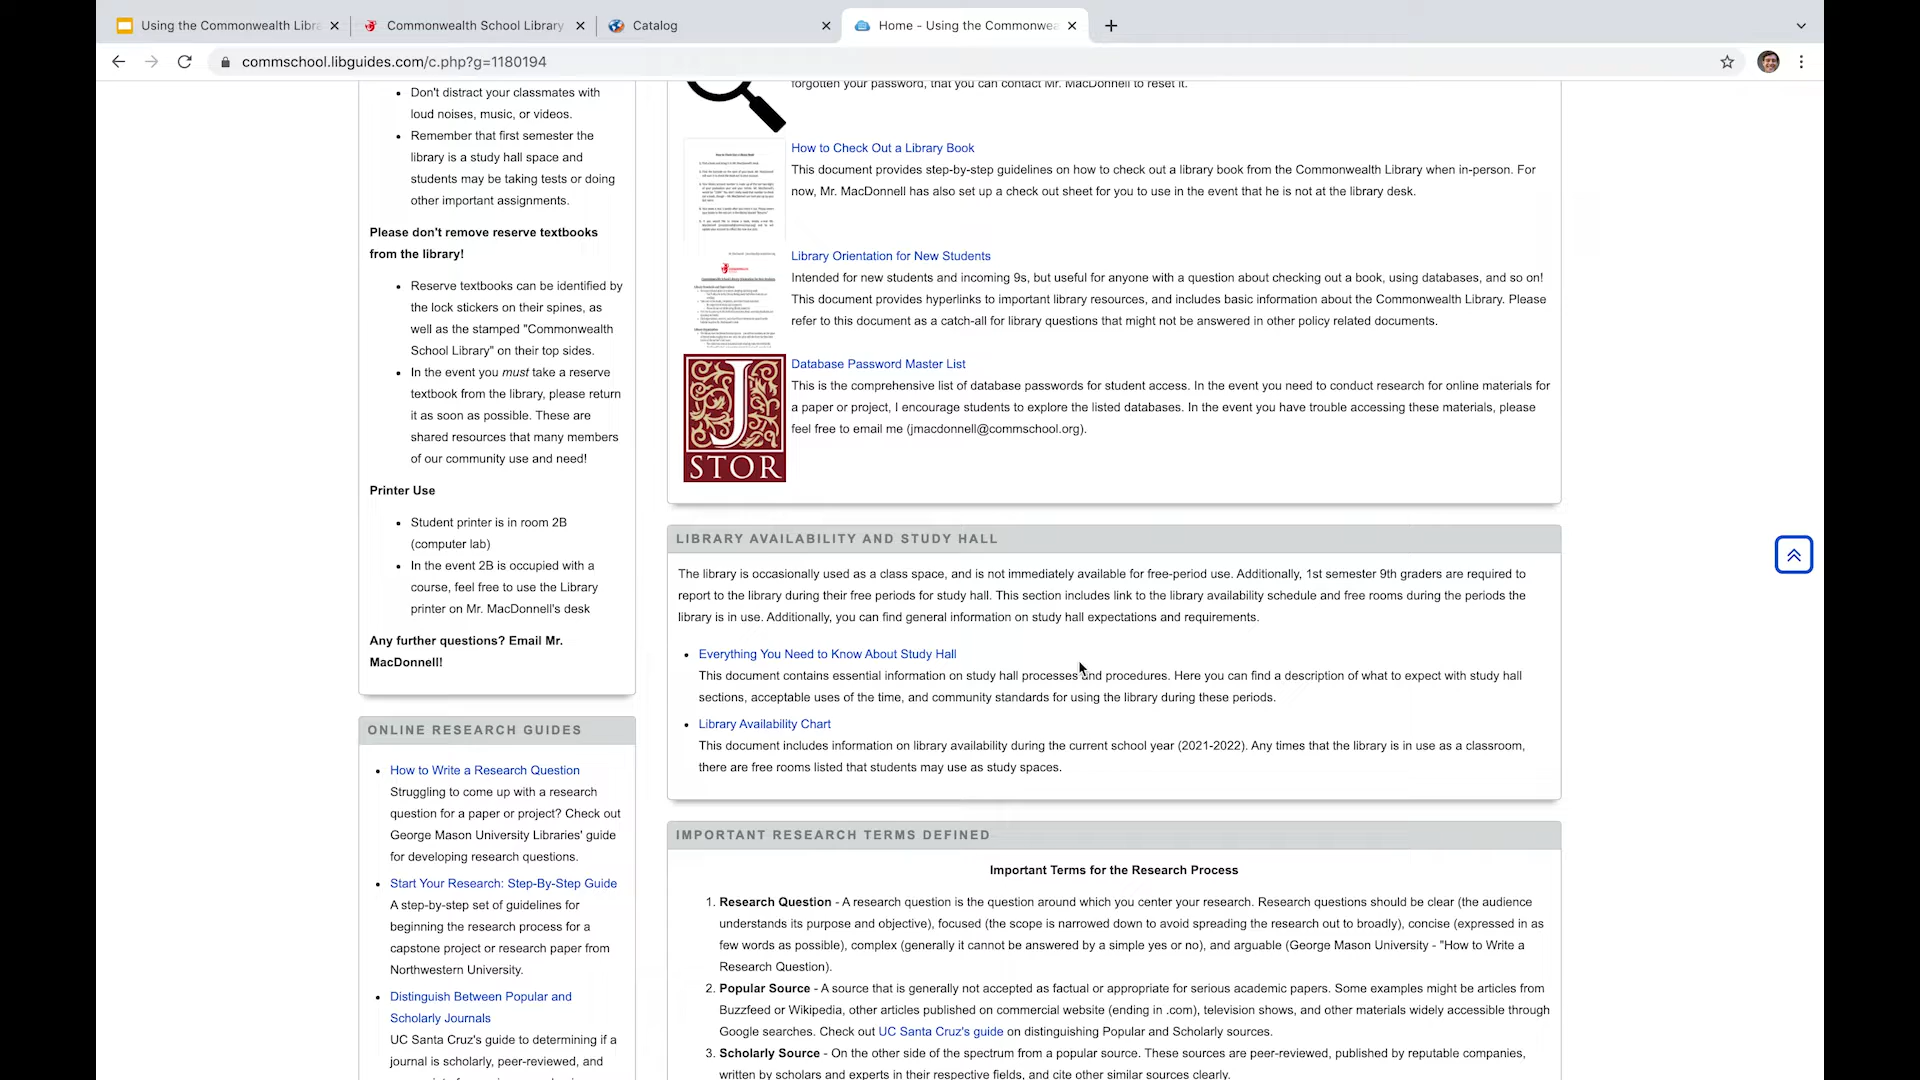 Using the Commonwealth Libra
Commonwealth School Library
Catalog
Home - Using the Commonwea
commschool.libguides.com/c.php?g=1180194
Don't distract your classmates with
loud noises, music, or videos.
Remember that first semester the
library is a study hall space and
students may be taking tests or doing
other important assignments.
Please don't remove reserve textbooks
from the library!
Reserve textbooks can be identified by
the lock stickers on their spines, as
well as the stamped "Commonwealth
School Library" on their top sides.
In the event you must take a reserve
textbook from the library, please return
it as soon as possible. These are
shared resources that many members
of our community use and need!
Printer Use
Student printer is in room 2B
(computer lab)
In the event 2B is occupied with a
course, feel free to use the Library
printer on Mr. MacDonnell's desk
Any further questions? Email Mr.
MacDonnell!
ONLINE RESEARCH GUIDES
How to Write a Research Question
Struggling to come up with a research
question for a paper or project? Check out
George Mason University Libraries' guide
for developing research questions.
Start Your Research: Step-By-Step Guide
A step-by-step set of guidelines for
beginning the research process for a
capstone project or research paper from
Northwestern University.
Distinguish Between Popular and
Scholarly Journals
UC Santa Cruz's guide to determining if a
journal is scholarly, peer-reviewed, and
forgotten your password, that you can contact Mr. MacDonnell to reset it.
How to Check Out a Library Book
This document provides step-by-step guidelines on how to check out a library book from the Commonwealth Library when in-person. For
now, Mr. MacDonnell has also set up a check out sheet for you to use in the event that he is not at the library desk.
Library Orientation for New Students
Intended for new students and incoming 9s, but useful for anyone with a question about checking out a book, using databases, and so on!
This document provides hyperlinks to important library resources, and includes basic information about the Commonwealth Library. Please
refer to this document as a catch-all for library questions that might not be answered in other policy related documents.
JSTOR
Database Password Master List
This is the comprehensive list of database passwords for student access. In the event you need to conduct research for online materials for
a paper or project, I encourage students to explore the listed databases. In the event you have trouble accessing these materials, please
feel free to email me (jmacdonnell@commschool.org).
LIBRARY AVAILABILITY AND STUDY HALL
The library is occasionally used as a class space, and is not immediately available for free-period use. Additionally, 1st semester 9th graders are required to
report to the library during their free periods for study hall. This section includes link to the library availability schedule and free rooms during the periods the
library is in use. Additionally, you can find general information on study hall expectations and requirements.
Everything You Need to Know About Study Hall
This document contains essential information on study hall processes and procedures. Here you can find a description of what to expect with study hall
sections, acceptable uses of the time, and community standards for using the library during these periods.
Library Availability Chart
This document includes information on library availability during the current school year (2021-2022). Any times that the library is in use as a classroom,
there are free rooms listed that students may use as study spaces.
IMPORTANT RESEARCH TERMS DEFINED
Important Terms for the Research Process
1. Research Question - A research question is the question around which you center your research. Research questions should be clear (the audience
understands its purpose and objective), focused (the scope is narrowed down to avoid spreading the research out to broadly), concise (expressed in as
few words as possible), complex (generally it cannot be answered by a simple yes or no), and arguable (George Mason University - "How to Write a
Research Question).
2. Popular Source - A source that is generally not accepted as factual or appropriate for serious academic papers. Some examples might be articles from
Buzzfeed or Wikipedia, other articles published on commercial website (ending in .com), television shows, and other materials widely accessible through
Google searches. Check out UC Santa Cruz's guide on distinguishing Popular and Scholarly sources.
3. Scholarly Source - On the other side of the spectrum from a popular source. These sources are peer-reviewed, published by reputable companies,
written by scholars and experts in their respective fields, and cite other similar sources clearly.